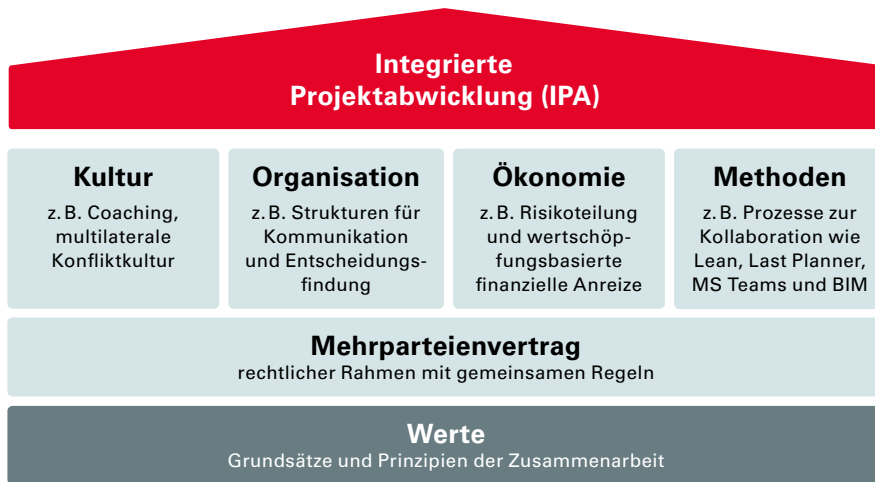 Integrierte
Projektabwicklung (IPA)
Kultur
z. B. Coaching,
multilaterale
Konfliktkultur
Organisation
z. B. Strukturen für
Kommunikation
und Entscheidungs-
findung
Ökonomie
z. B. Risikoteilung
und wertschöp-
fungsbasierte
finanzielle Anreize
Methoden
z. B. Prozesse zur
Kollaboration wie
Lean, Last Planner,
MS Teams und BIM
Mehrparteienvertrag
rechtlicher Rahmen mit gemeinsamen Regeln
Werte
Grundsätze und Prinzipien der Zusammenarbeit